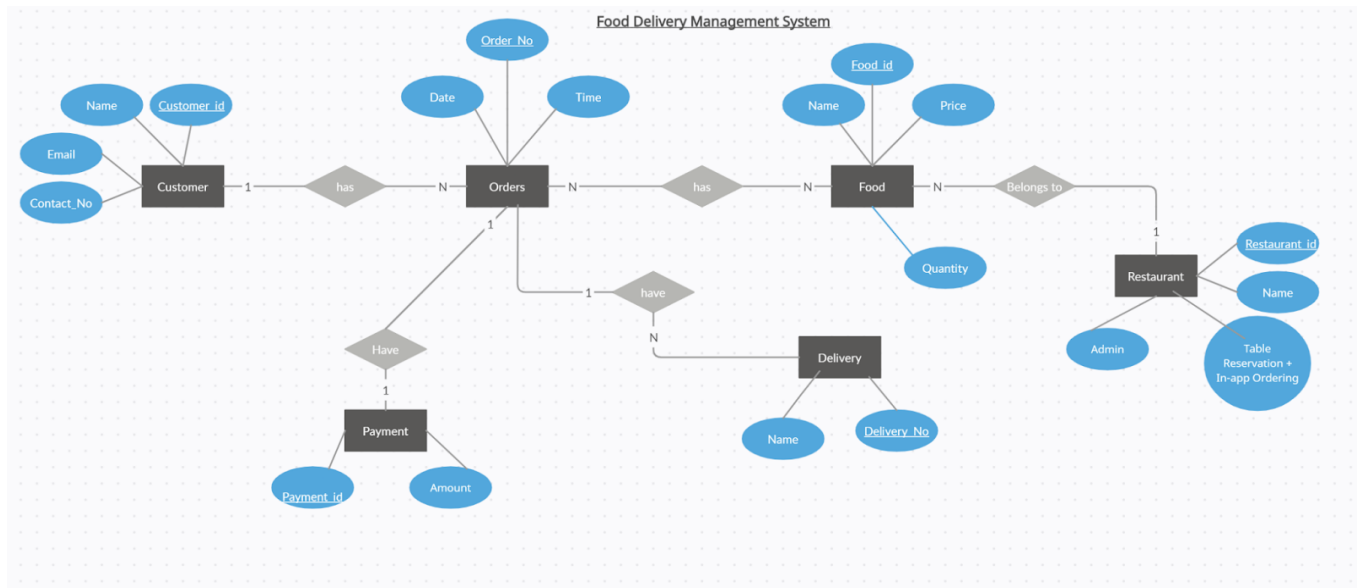 Food Delivery Management System
Order_No
Date
Time
Food_id
Name
Price
Name
Customer_id
Email
Contact_No
Customer
1
has
N
Orders
N
has
N
Food
N
Belongs to
1
Quantity
Restaurant_id
Restaurant
Name
Admin
Table
Reservation +
In-app Ordering
1
1
have
N
Have
Delivery
1
Name
Delivery_No
Payment
Payment_id
Amount